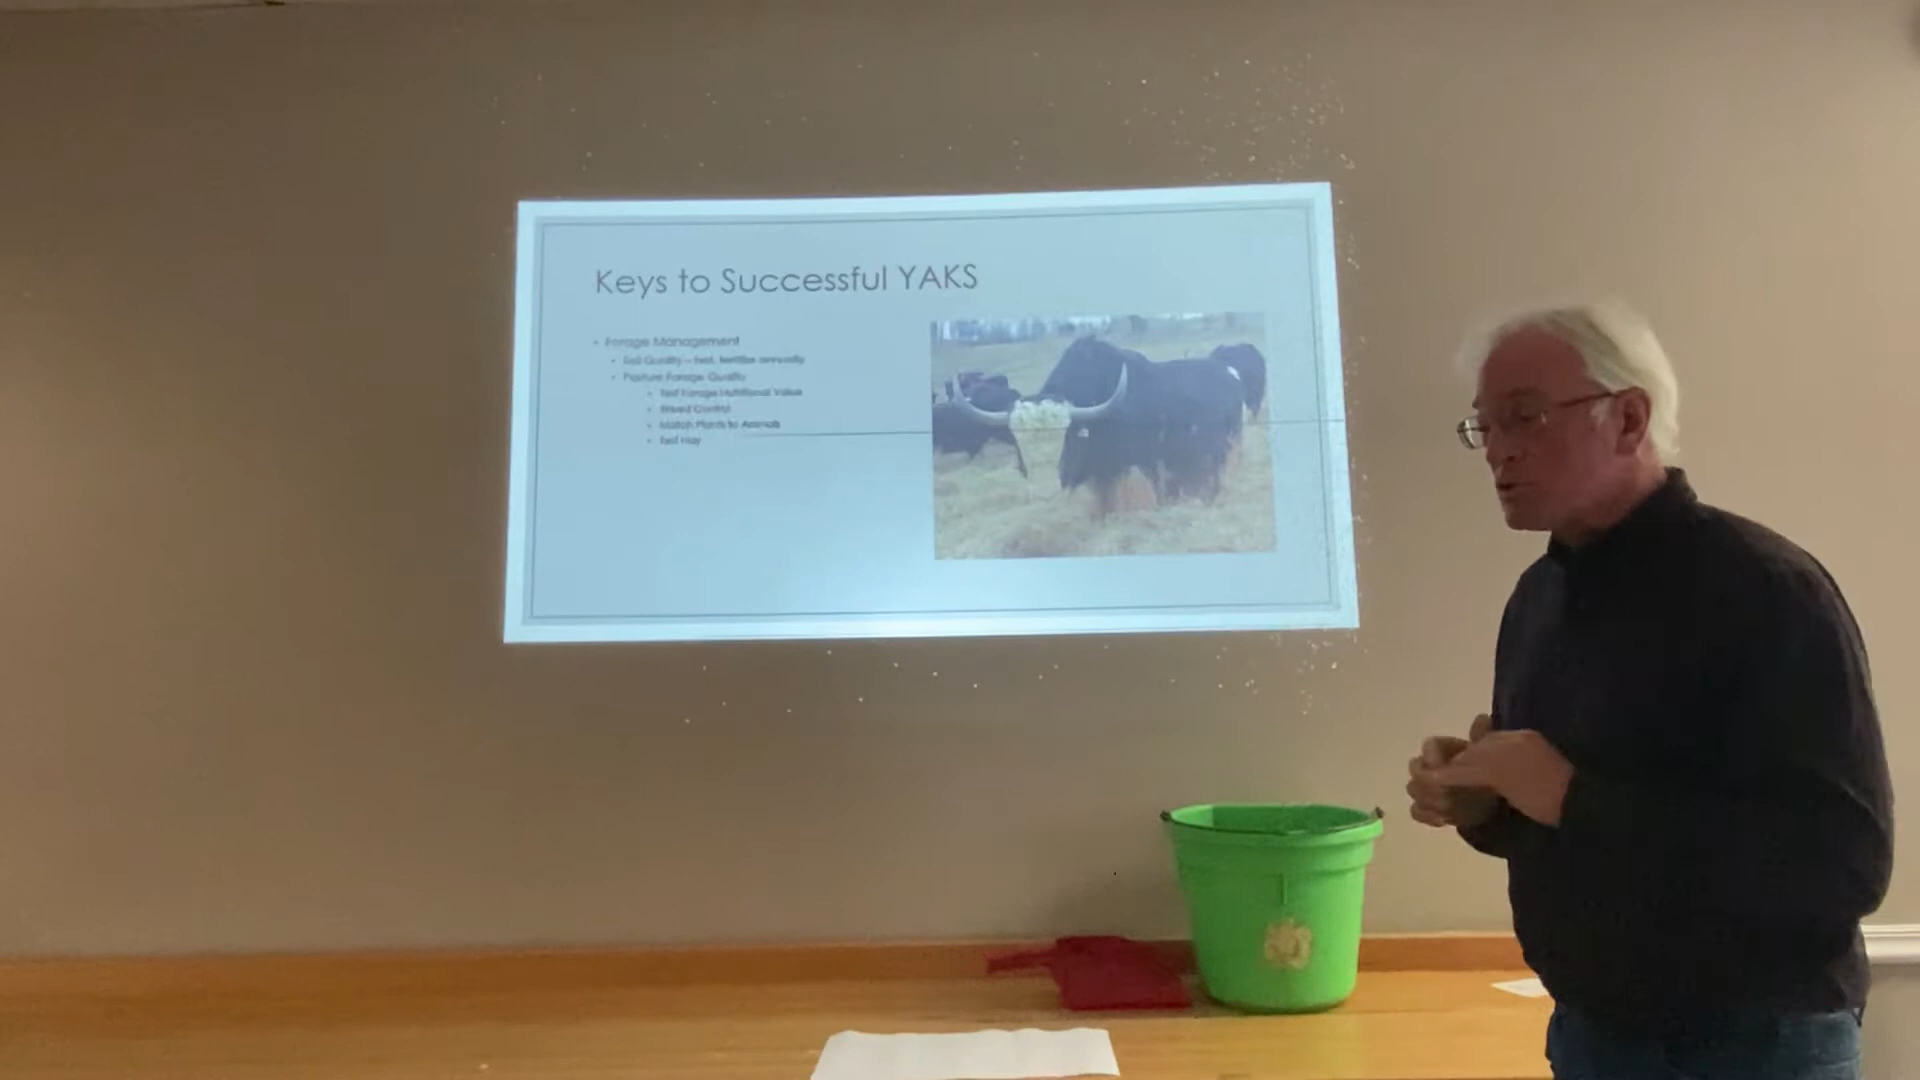 Keys to Successful YAKS
Forage Management
Soil Quality – test, fertilize annually
Pasture Forage Quality
Test Forage Nutritional Value
Weed Control
Match Plants to Animals
Test Hay